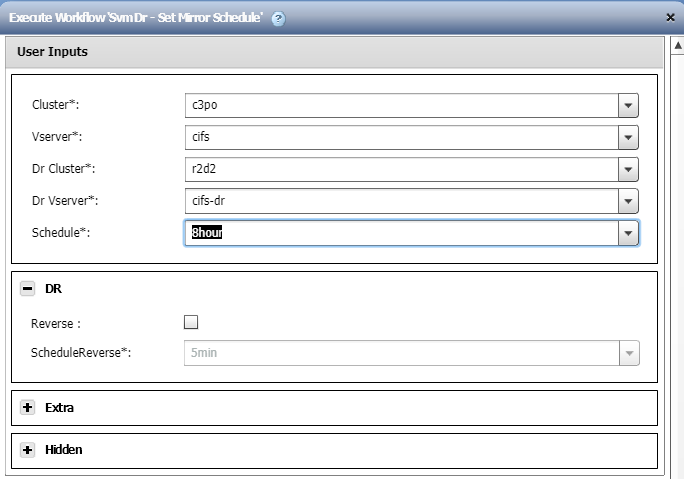 Execute Workflow 'Svm Dr - Set Mirror Schedule' ?
User Inputs
Cluster*: c3po
Vserver*: cifs
Dr Cluster*: r2d2
Dr Vserver*: cifs-dr
Schedule*: 8hour
DR
Reverse :
ScheduleReverse*: 5min
Extra
Hidden